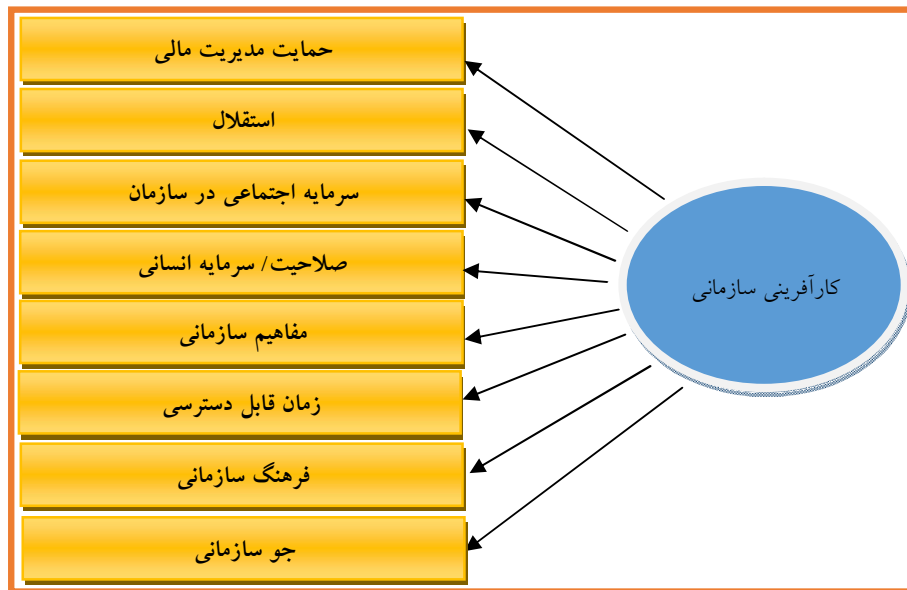 حمایت مدیریت مالی
استقلال
سرمایه اجتماعی در سازمان
صلاحیت/ سرمایه انسانی
مفاهیم سازمانی
زمان قابل دسترسی
فرهنگ سازمانی
جو سازمانی
کارآفرینی سازمانی